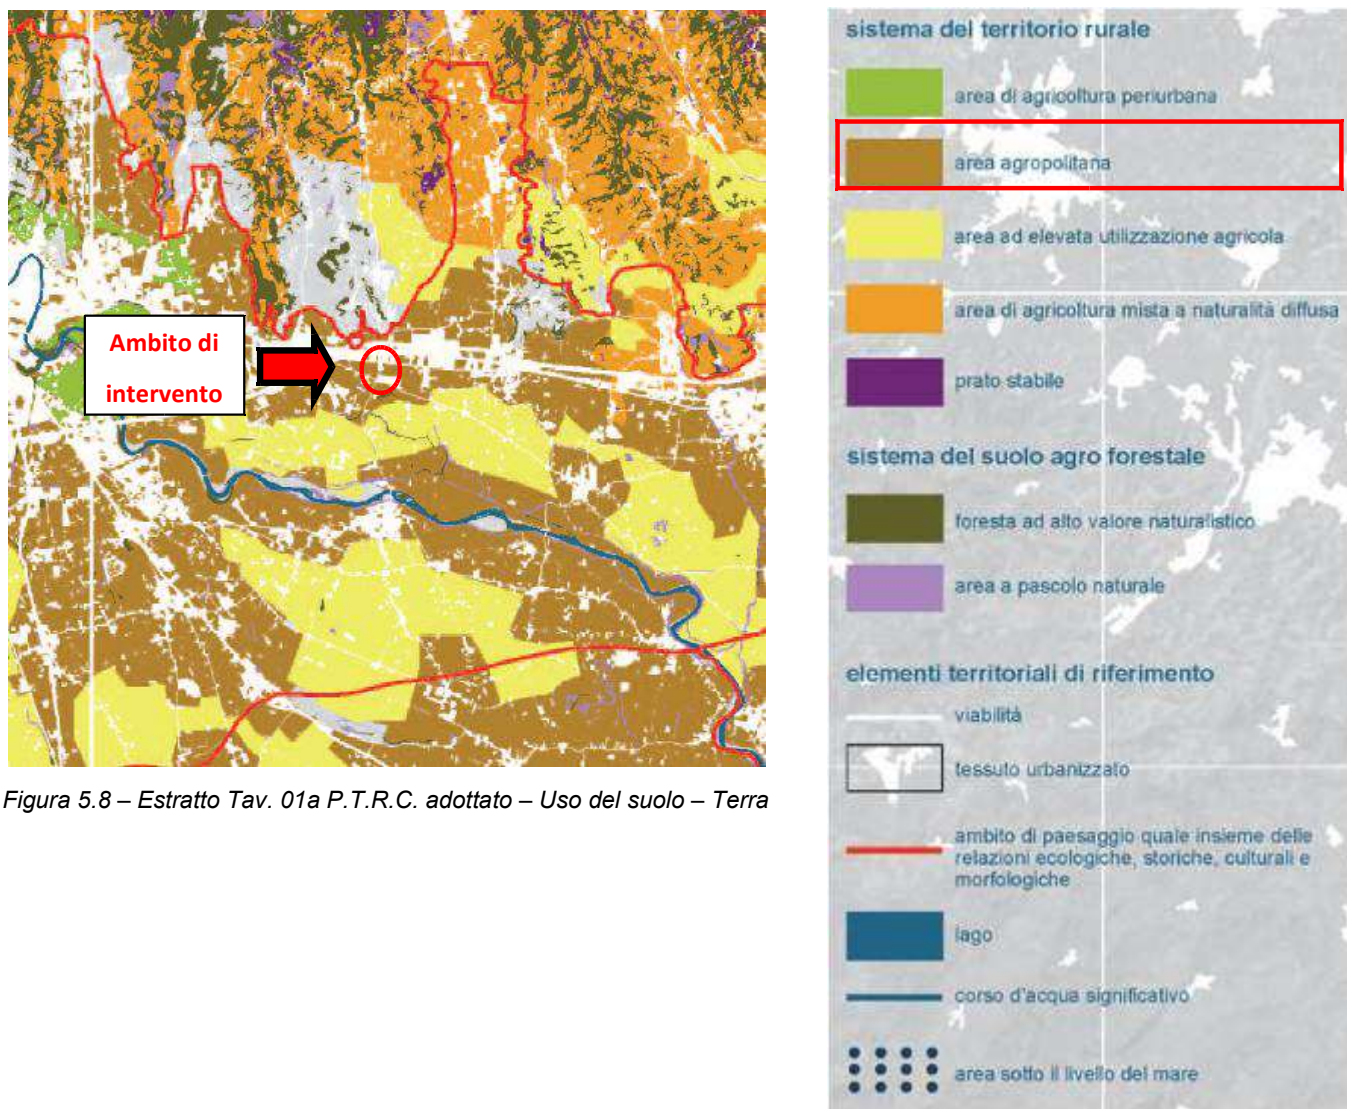 Ambito di
intervento
Figura 5.8 – Estratto Tav. 01a P.T.R.C. adottato – Uso del suolo – Terra
sistema del territorio rurale
area di agricoltura periurbana
area agropolitana
area ad elevata utilizzazione agricola
area di agricoltura mista a naturalità diffusa
prato stabile
sistema del suolo agro forestale
foresta ad alto valore naturalistico
area a pascolo naturale
elementi territoriali di riferimento
viabilità
tessuto urbanizzato
ambito di paesaggio quale insieme delle
relazioni ecologiche, storiche, culturali e
morfologiche
lago
corso d'acqua significativo
area sotto il livello del mare